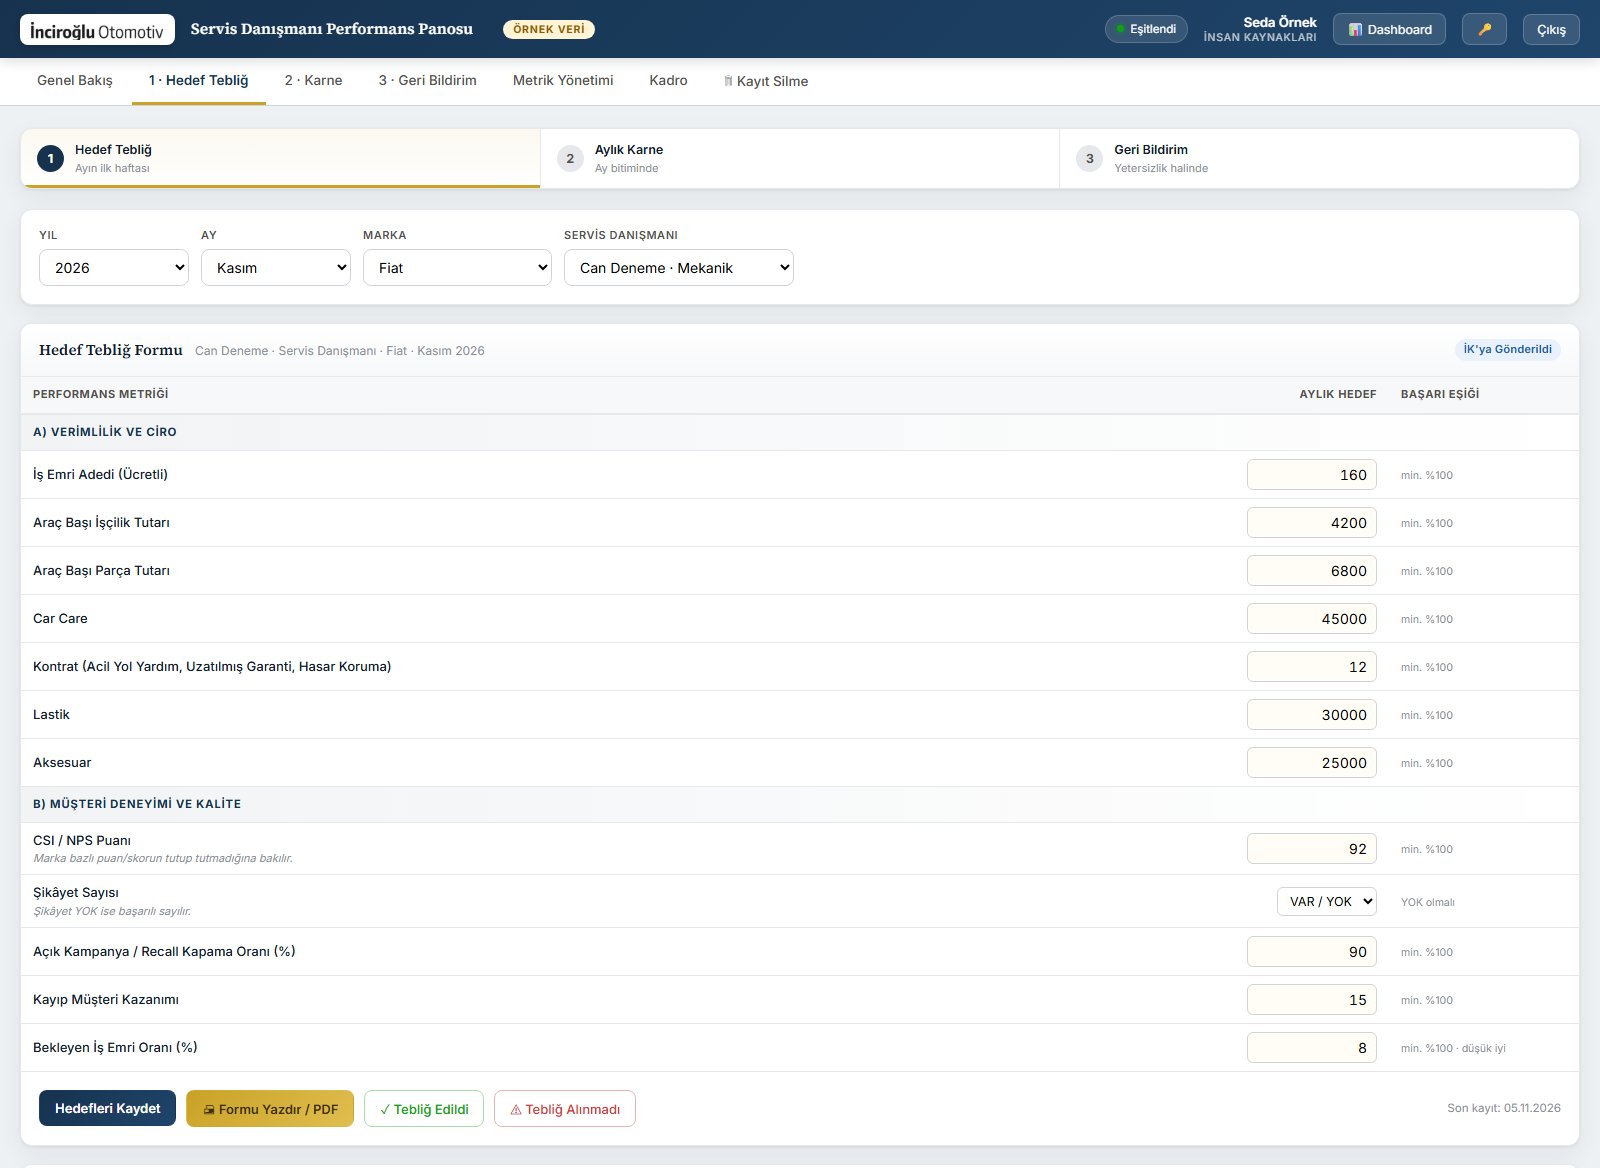 İnciroğlu Otomotiv
Servis Danışmanı Performans Panosu
ÖRNEK VERİ
Eşitlendi
Seda Örnek
İNSAN KAYNAKLARI
Dashboard
Çıkış
Genel Bakış
1 · Hedef Tebliğ
2 · Karne
3 · Geri Bildirim
Metrik Yönetimi
Kadro
Kayıt Silme
1
Hedef Tebliğ
Ayın ilk haftası
2
Aylık Karne
Ay bitiminde
3
Geri Bildirim
Yetersizlik halinde
YIL
AY
MARKA
SERVİS DANIŞMANI
2026
Kasım
Fiat
Can Deneme · Mekanik
Hedef Tebliğ Formu
Can Deneme · Servis Danışmanı · Fiat · Kasım 2026
İK'ya Gönderildi
PERFORMANS METRİĞİ
AYLIK HEDEF
BAŞARI EŞİĞİ
A) VERİMLİLİK VE CİRO
İş Emri Adedi (Ücretli)
160
min. %100
Araç Başı İşçilik Tutarı
4200
min. %100
Araç Başı Parça Tutarı
6800
min. %100
Car Care
45000
min. %100
Kontrat (Acil Yol Yardım, Uzatılmış Garanti, Hasar Koruma)
12
min. %100
Lastik
30000
min. %100
Aksesuar
25000
min. %100
B) MÜŞTERİ DENEYİMİ VE KALİTE
CSI / NPS Puanı
Marka bazlı puan/skorun tutup tutmadığına bakılır.
92
min. %100
Şikâyet Sayısı
Şikâyet YOK ise başarılı sayılır.
VAR / YOK
YOK olmalı
Açık Kampanya / Recall Kapama Oranı (%)
90
min. %100
Kayıp Müşteri Kazanımı
15
min. %100
Bekleyen İş Emri Oranı (%)
8
min. %100 · düşük iyi
Hedefleri Kaydet
Formu Yazdır / PDF
✓ Tebliğ Edildi
⚠ Tebliğ Alınmadı
Son kayıt: 05.11.2026